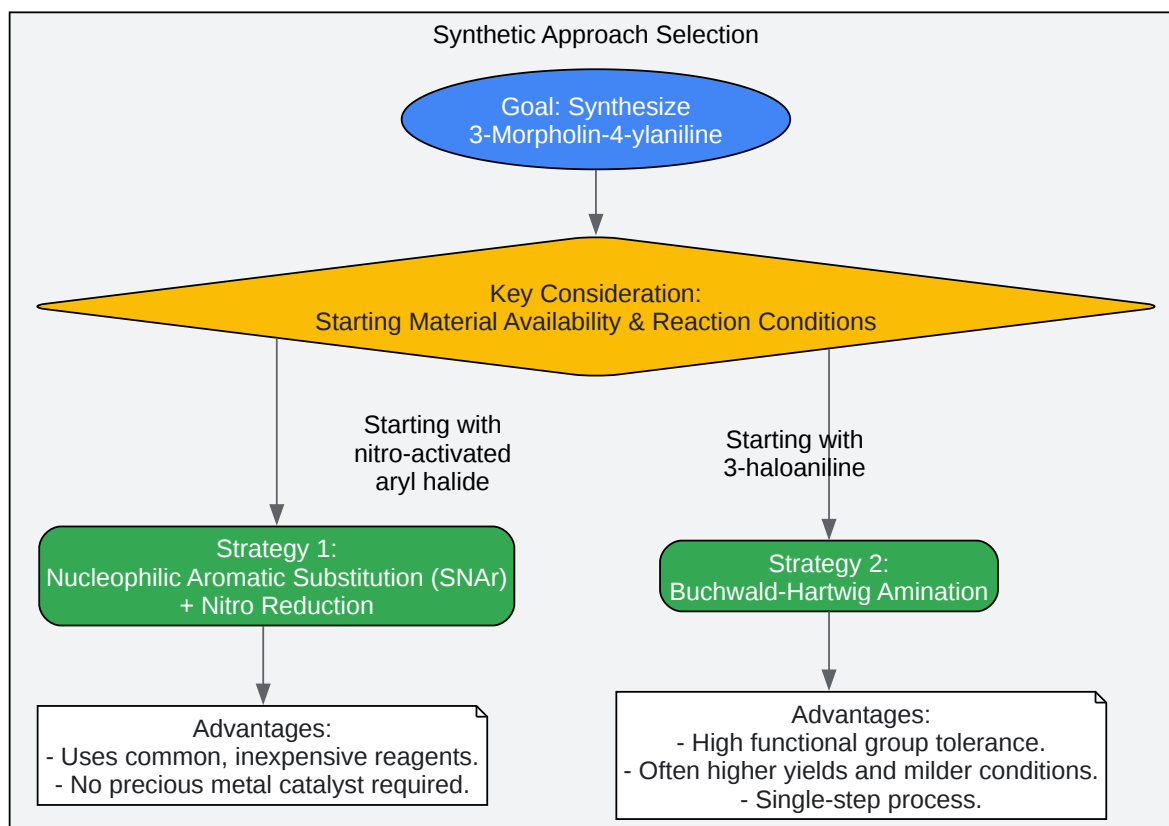 Synthetic Approach Selection
Goal: Synthesize
3-Morpholin-4-ylaniline
Key Consideration:
Starting Material Availability & Reaction Conditions
Starting with
nitro-activated
aryl halide
Starting with
3-haloaniline
Strategy 1:
Nucleophilic Aromatic Substitution (SNAr)
+ Nitro Reduction
Strategy 2:
Buchwald-Hartwig Amination
Advantages:
- Uses common, inexpensive reagents.
- No precious metal catalyst required.
Advantages:
- High functional group tolerance.
- Often higher yields and milder conditions.
- Single-step process.